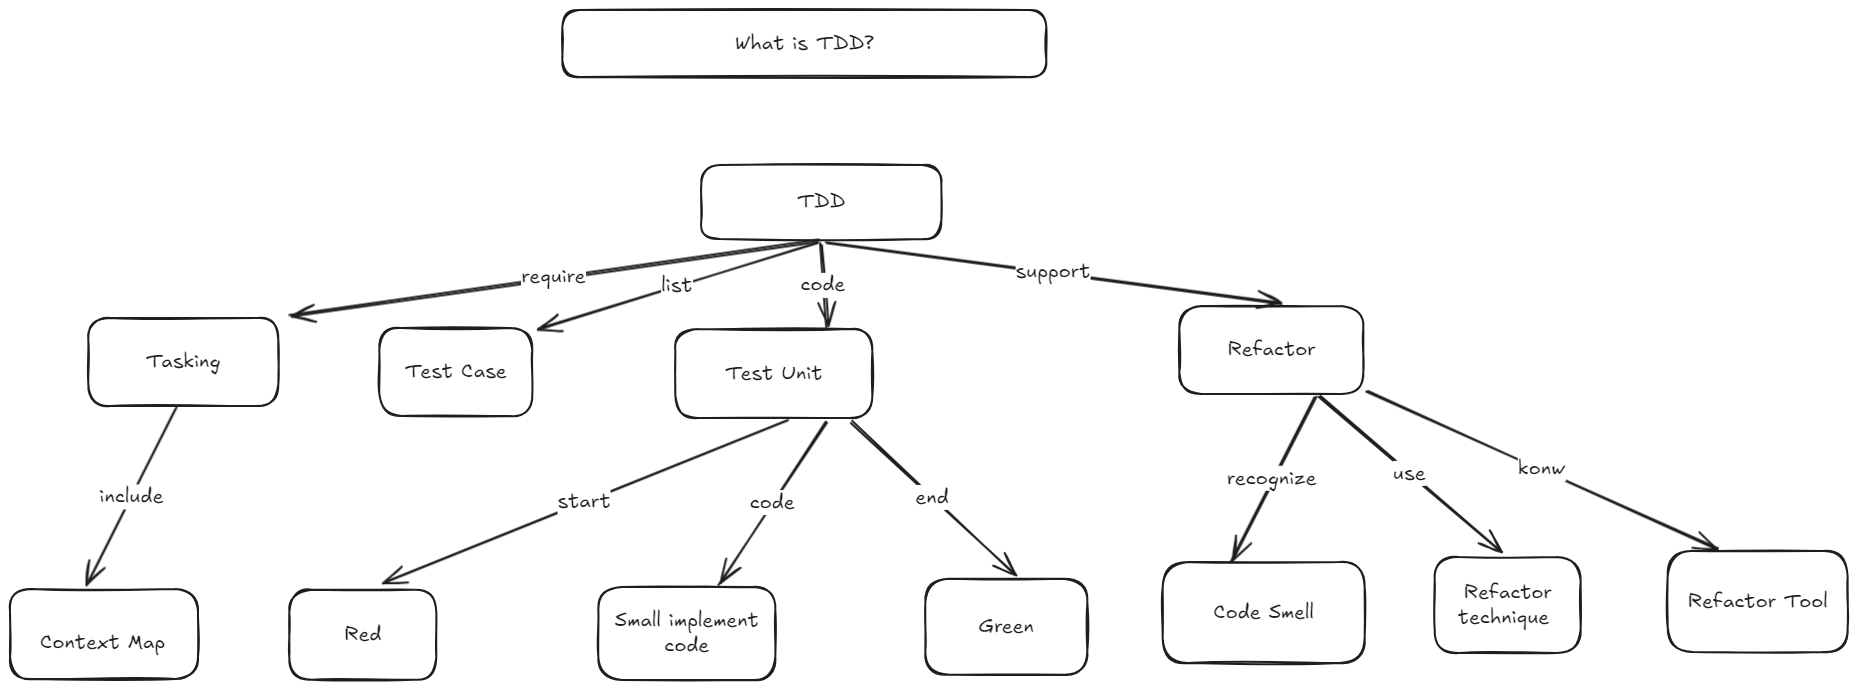 What is TDD?
TDD
require
list
code
support
Tasking
Test Case
Test Unit
Refactor
include
start
code
end
recognize
use
konw
Context Map
Red
Small implement
code
Green
Code Smell
Refactor
technique
Refactor Tool